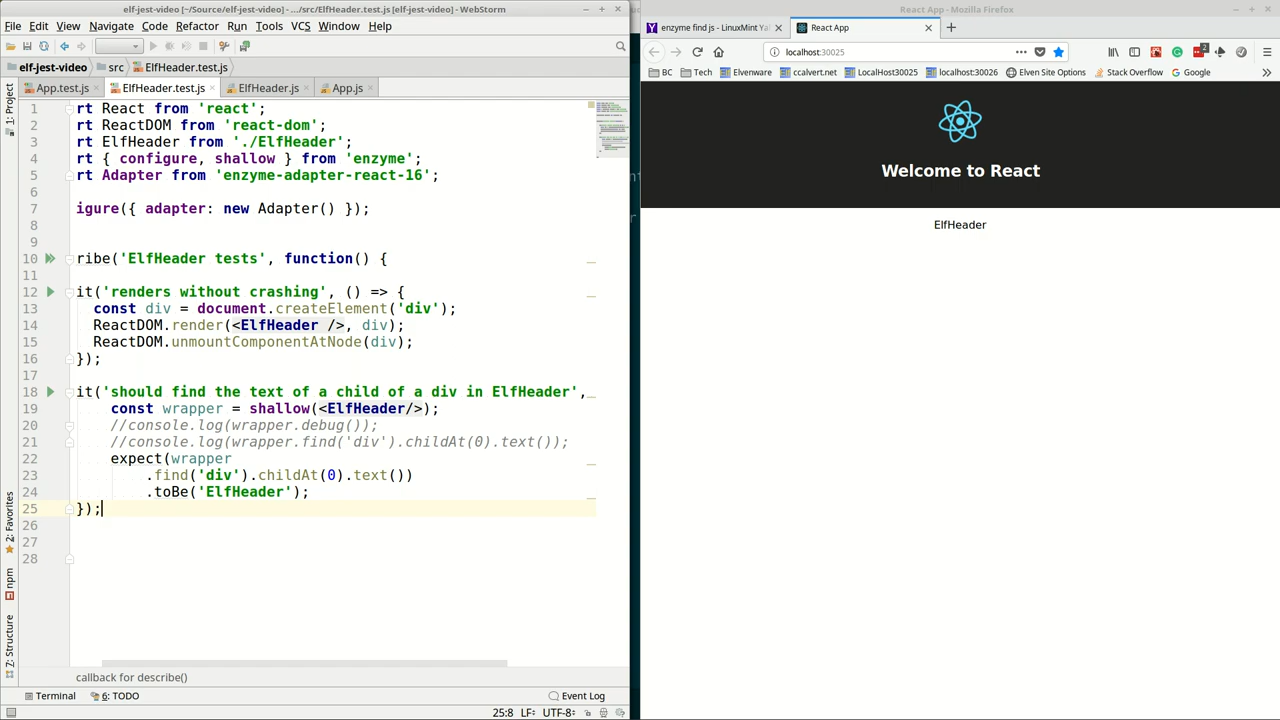 elf-jest-video [~/Source/elf-jest-video] - .../src/ElfHeader.test.js [elf-jest-video] - WebStorm
File Edit View Navigate Code Refactor Run Tools VCS Window Help
elf-jest-video src ElfHeader.test.js
App.test.js ElfHeader.test.js ElfHeader.js App.js
1: Project
2: Favorites
npm
7: Structure
1 rt React from 'react';
2 rt ReactDOM from 'react-dom';
3 rt ElfHeader from './ElfHeader';
4 rt { configure, shallow } from 'enzyme';
5 rt Adapter from 'enzyme-adapter-react-16';
6
7 igure({ adapter: new Adapter() });
8
9
10 ribe('ElfHeader tests', function() {
11
12 it('renders without crashing', () => {
13 const div = document.createElement('div');
14 ReactDOM.render(<ElfHeader />, div);
15 ReactDOM.unmountComponentAtNode(div);
16 });
17
18 it('should find the text of a child of a div in ElfHeader',
19 const wrapper = shallow(<ElfHeader/>);
20 //console.log(wrapper.debug());
21 //console.log(wrapper.find('div').childAt(0).text());
22 expect(wrapper
23 .find('div').childAt(0).text())
24 .toBe('ElfHeader');
25 });
26
27
28
callback for describe()
Terminal 6: TODO Event Log
25:8 LF÷ UTF-8÷
React App - Mozilla Firefox
enzyme find js - LinuxMint Ya
React App
localhost:30025
2
BC Tech Elvenware ccalvert.net LocalHost30025 localhost:30026 Elven Site Options Stack Overflow Google
Welcome to React
ElfHeader